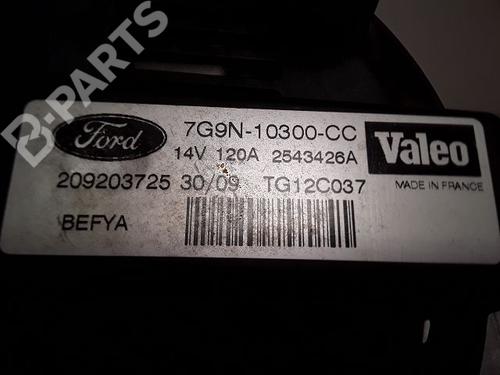 B-PARTS
Ford
7G9N-10300-CC
Valeo
14V 120A 2543426A
MADE IN FRANCE
209203725 30/09 TG12C037
BEFYA